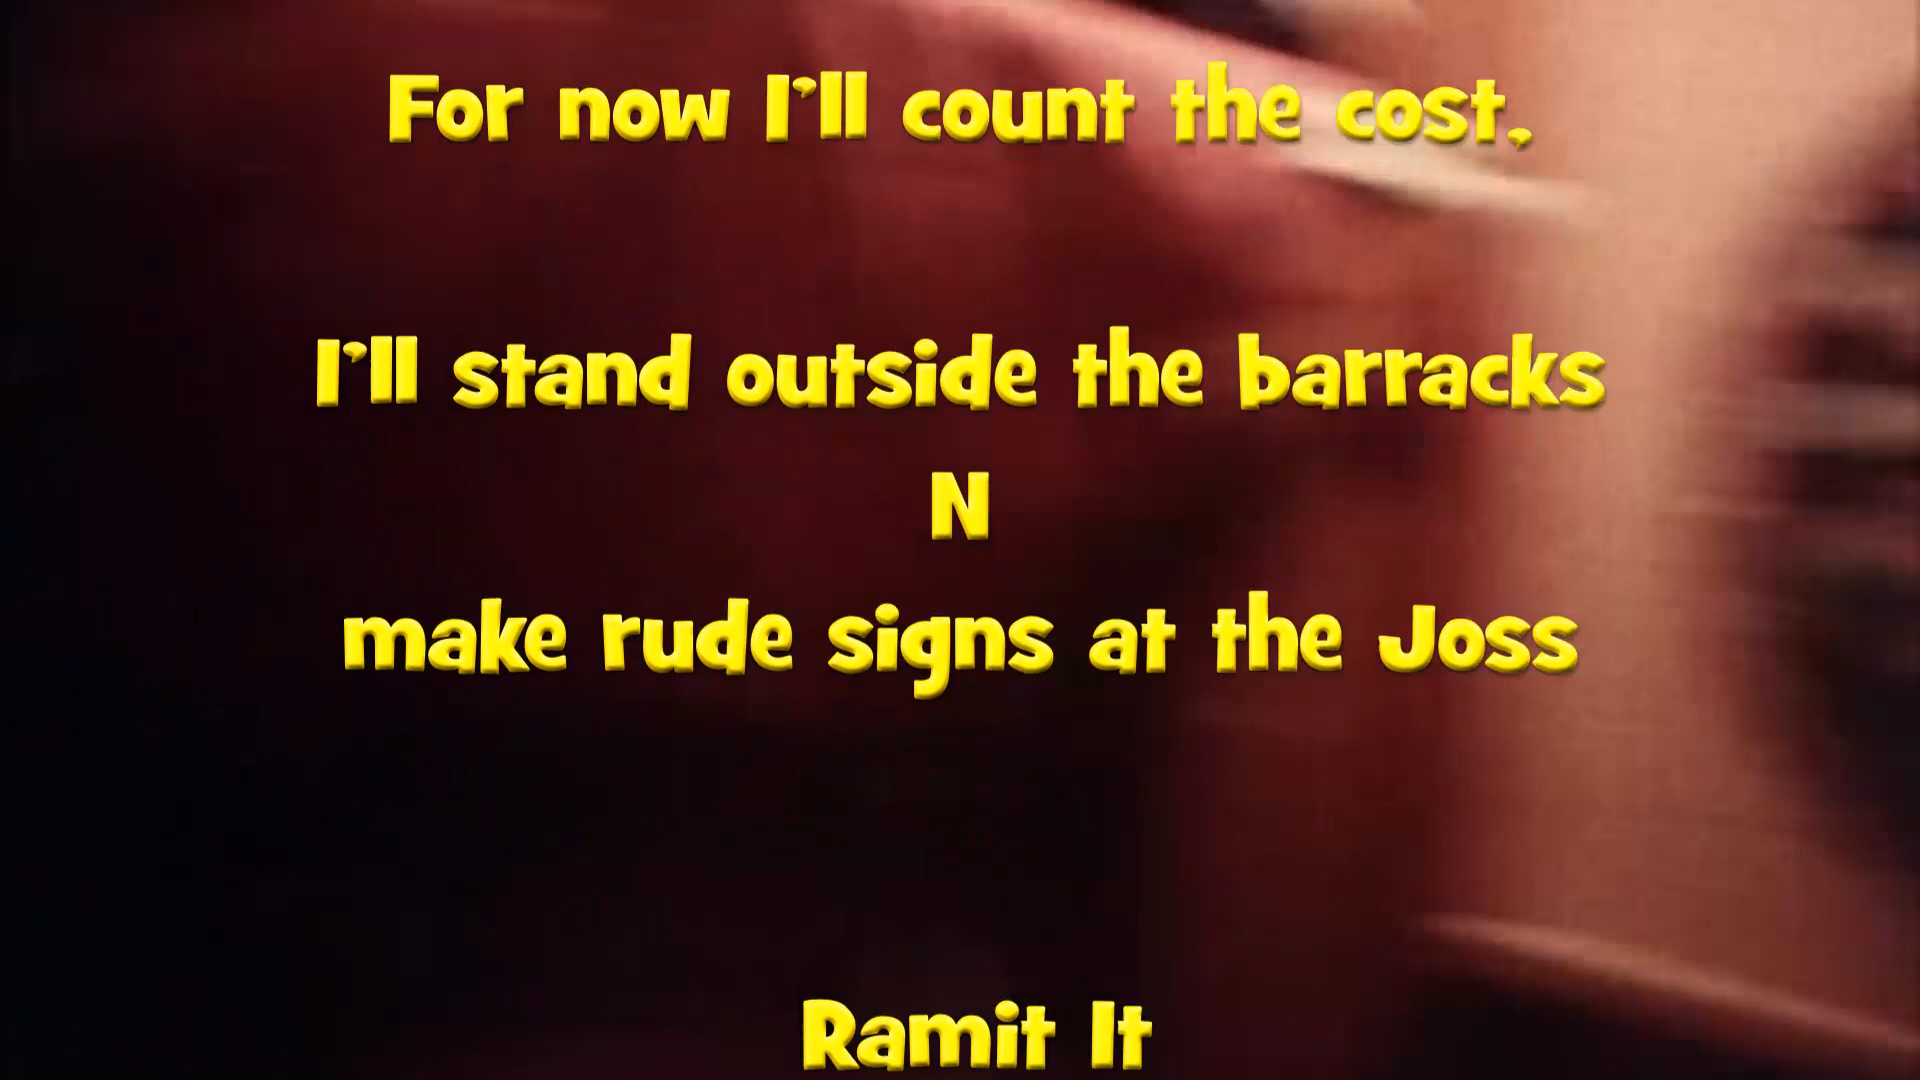 For now I'll count the cost,
I'll stand outside the barracks
N
make rude signs at the Joss
Ramit It